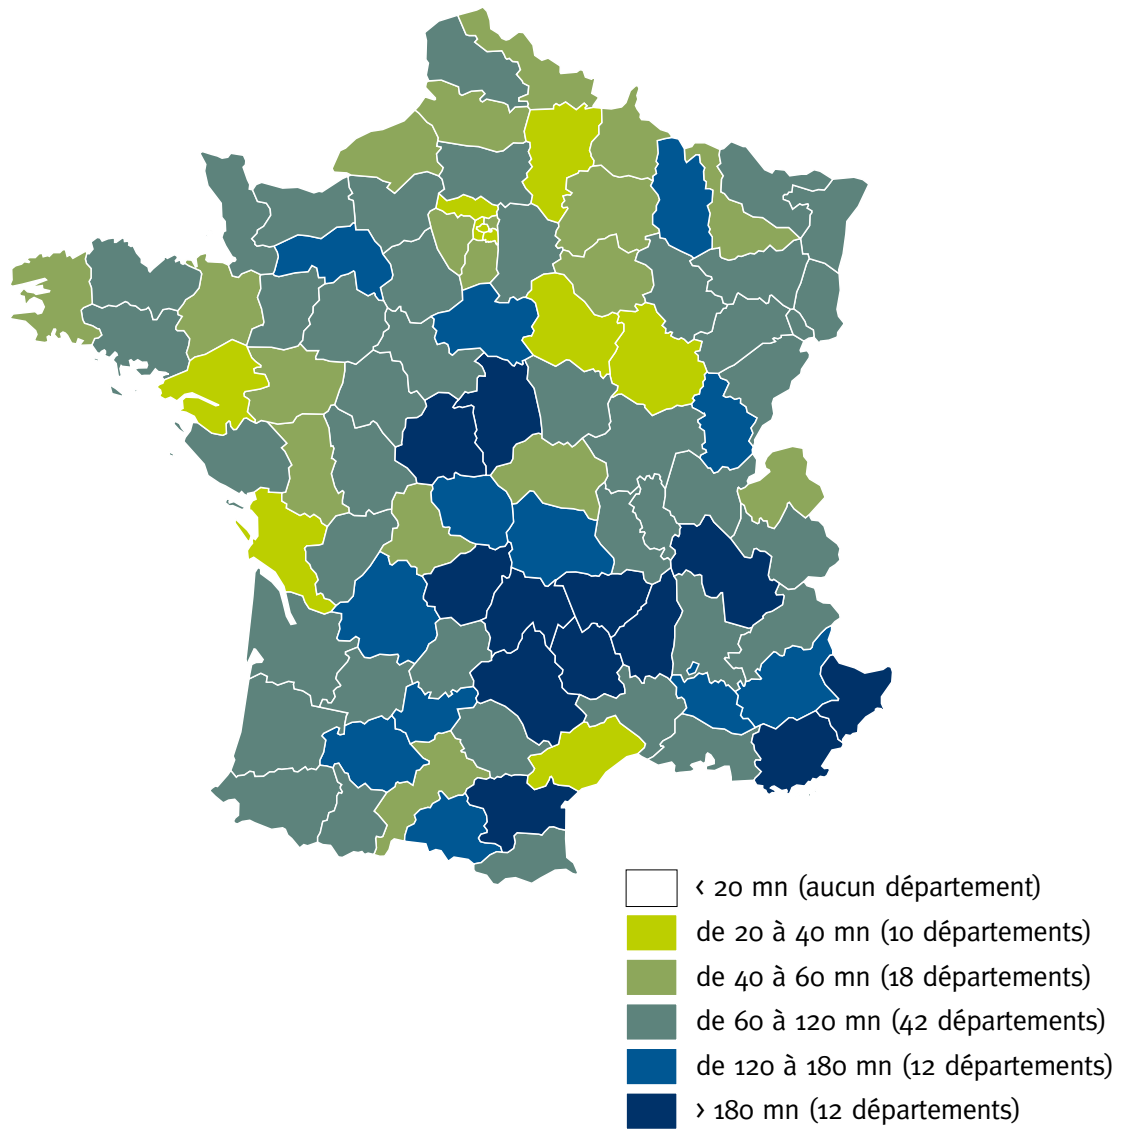 < 20 mn (aucun département)
de 20 à 40 mn (10 départements)
de 40 à 60 mn (18 départements)
de 60 à 120 mn (42 départements)
de 120 à 180 mn (12 départements)
> 180 mn (12 départements)